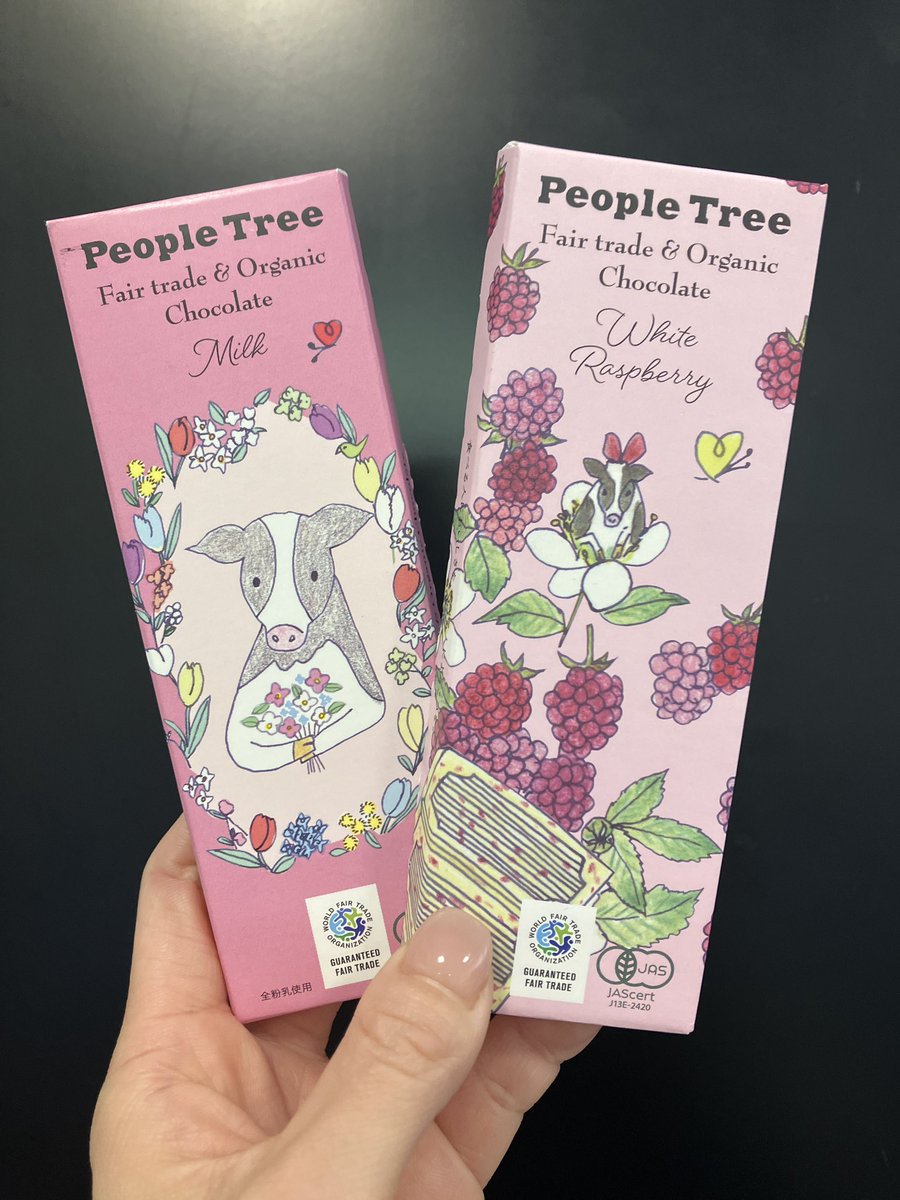 People Tree
Fair trade & Organic
Chocolate
Milk
WORLD FAIR TRADE
ORGANIZATION
GUARANTEED
FAIR TRADE
全粉乳使用
People Tree
Fair trade & Organic
Chocolate
White
Raspberry
WORLD FAIR TRADE
ORGANIZATION
GUARANTEED
FAIR TRADE
JAS
JAScert
J13E-2420